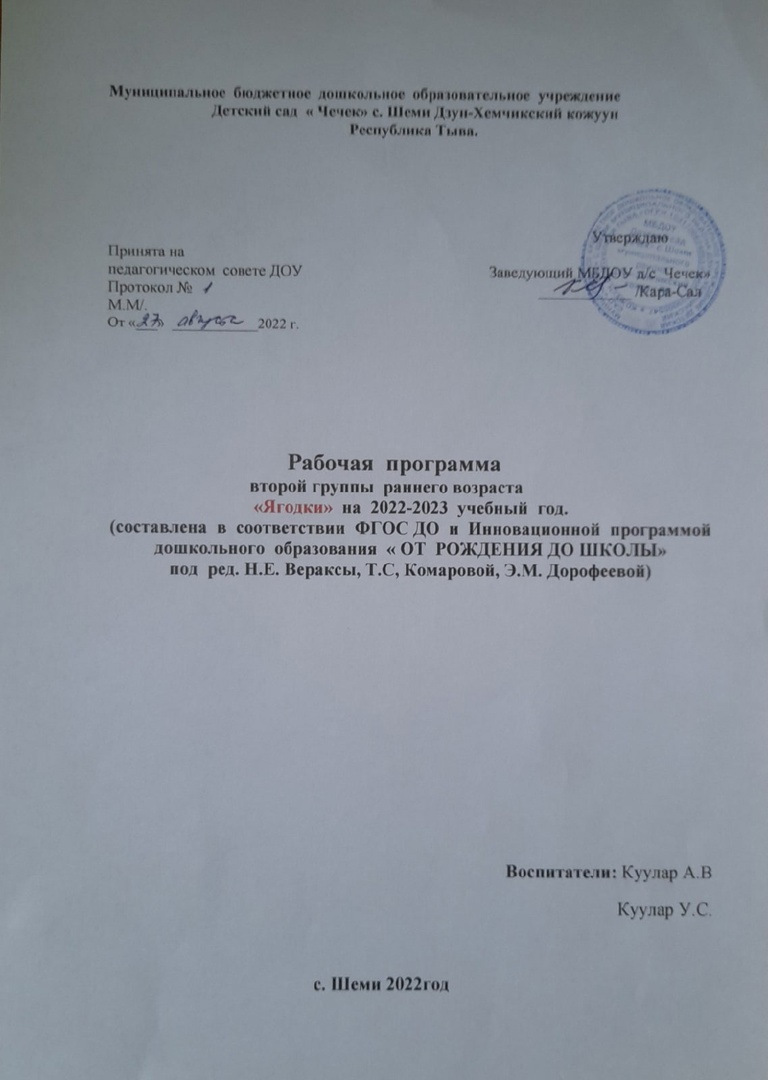 Муниципальное бюджетное дошкольное образовательное учреждение
Детский сад « Чечек» с. Шеми Дзун-Хемчикский кожуун
Республика Тыва.
Утверждаю
Принята на
педагогическом совете ДОУ
Заведующий МБДОУ д/с Чечек»
Протокол № 1
/Кара-Сал
М.М/.
От «27» августа 2022 г.
Рабочая программа
второй группы раннего возраста
«Ягодки» на 2022-2023 учебный год.
(составлена в соответствии ФГОС ДО и Инновационной программой
дошкольного образования « ОТ РОЖДЕНИЯ ДО ШКОЛЫ»
под ред. Н.Е. Вераксы, Т.С, Комаровой, Э.М. Дорофеевой)
Воспитатели: Куулар А.В
Куулар У.С.
с. Шеми 2022год